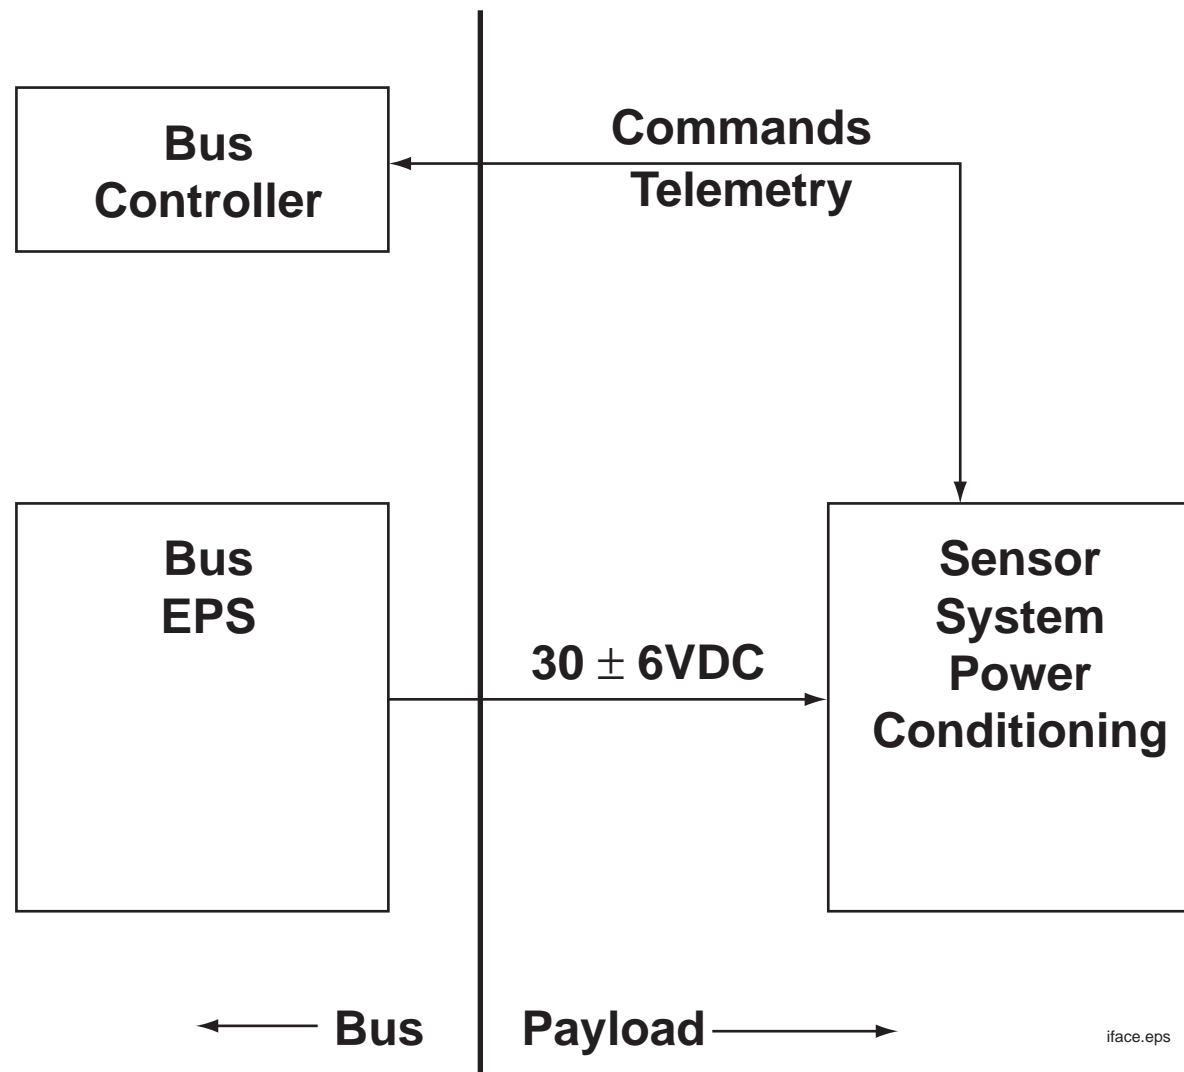 Bus
Controller
Commands
Telemetry
Bus
EPS
30 ± 6VDC
Sensor
System
Power
Conditioning
Bus
Payload
iface.eps